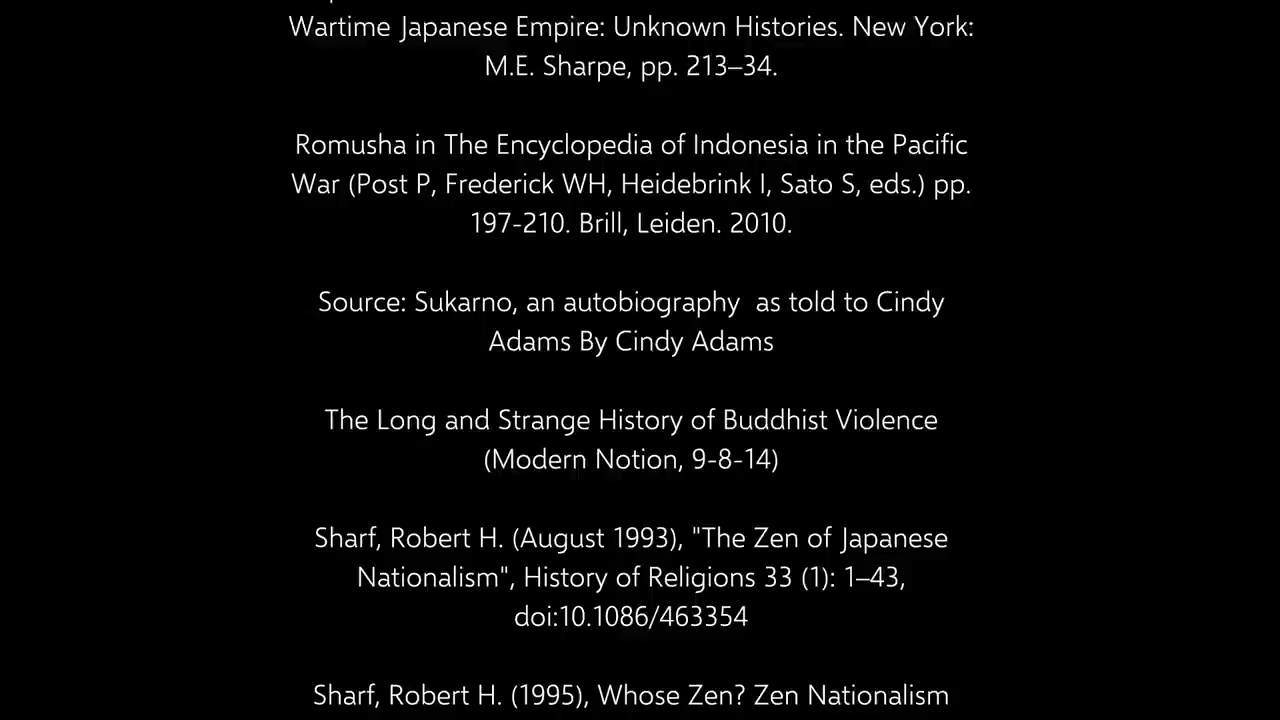 Wartime Japanese Empire: Unknown Histories. New York:
M.E. Sharpe, pp. 213–34.
Romusha in The Encyclopedia of Indonesia in the Pacific
War (Post P, Frederick WH, Heidebrink I, Sato S, eds.) pp.
197-210. Brill, Leiden. 2010.
Source: Sukarno, an autobiography  as told to Cindy
Adams By Cindy Adams
The Long and Strange History of Buddhist Violence
(Modern Notion, 9-8-14)
Sharf, Robert H. (August 1993), "The Zen of Japanese
Nationalism", History of Religions 33 (1): 1–43,
doi:10.1086/463354
Sharf, Robert H. (1995), Whose Zen? Zen Nationalism